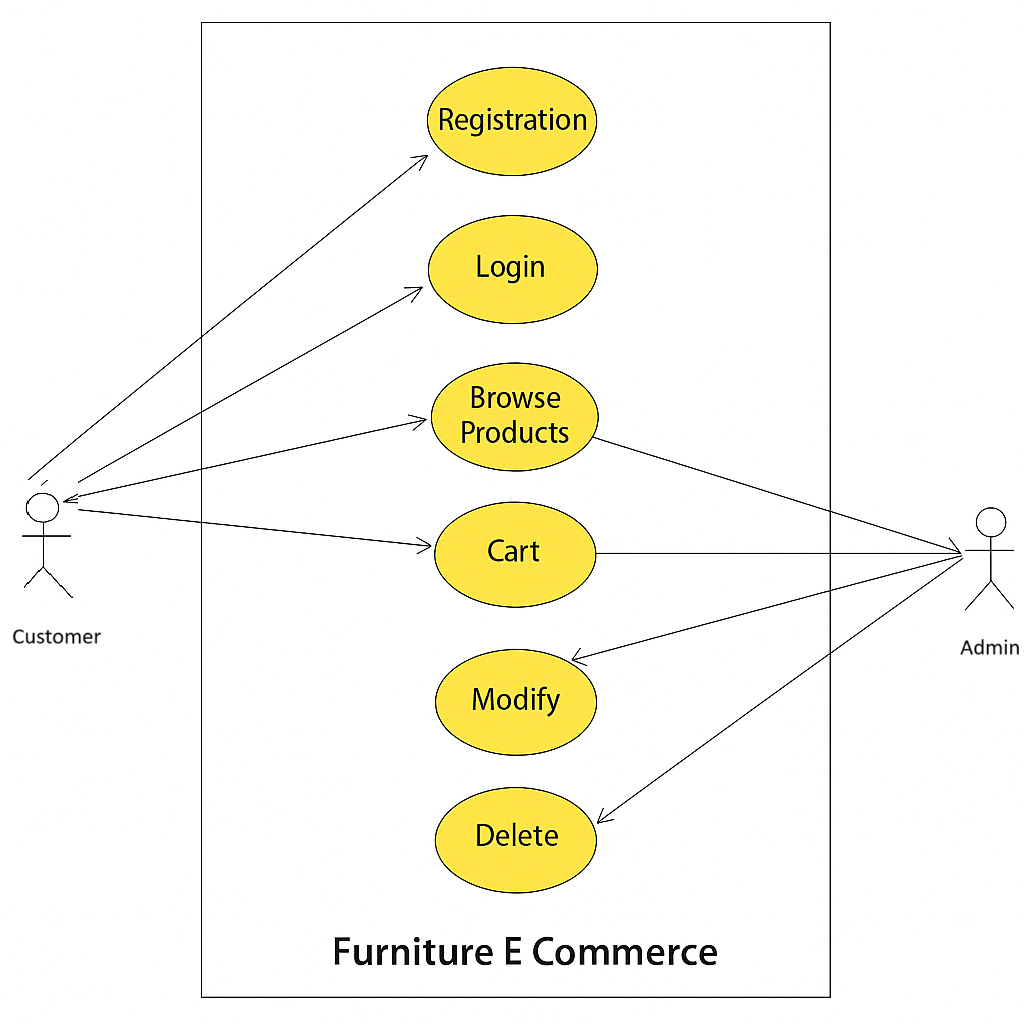 Registration
Login
Browse
Products
Cart
Customer
Admin
Modify
Delete
Furniture E Commerce